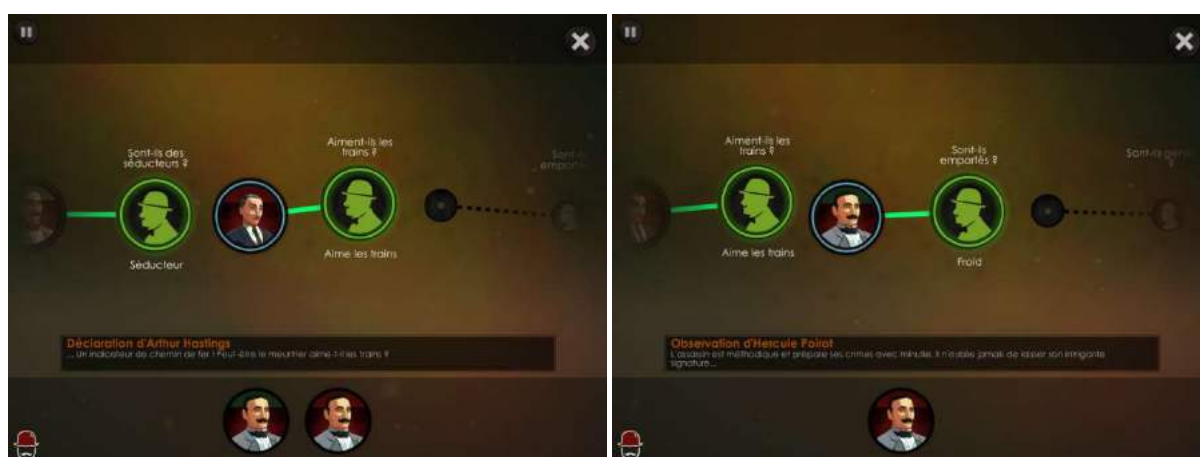 Sont-ils des
séducteurs ?
Aiment-ils les
trains ?
Séducteur
Aime les trains
Déclaration d'Arthur Hastings
... Un indicateur de chemin de fer ! Peut-être le meurtrier aime-t-il les trains ?
Aiment-ils les
trains ?
Sont-ils
emportés ?
Aime les trains
Froid
Observation d'Hercule Poirot
L'assassin est méthodique et prépare ses crimes avec minutie. Il n'oublie jamais de laisser son intrigante
signature...